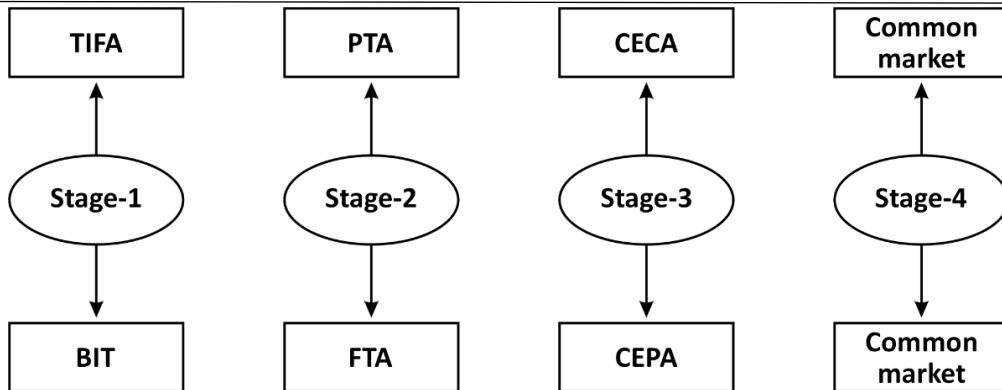 TIFA
PTA
CECA
Common
market
Stage-1
Stage-2
Stage-3
Stage-4
BIT
FTA
CEPA
Common
market